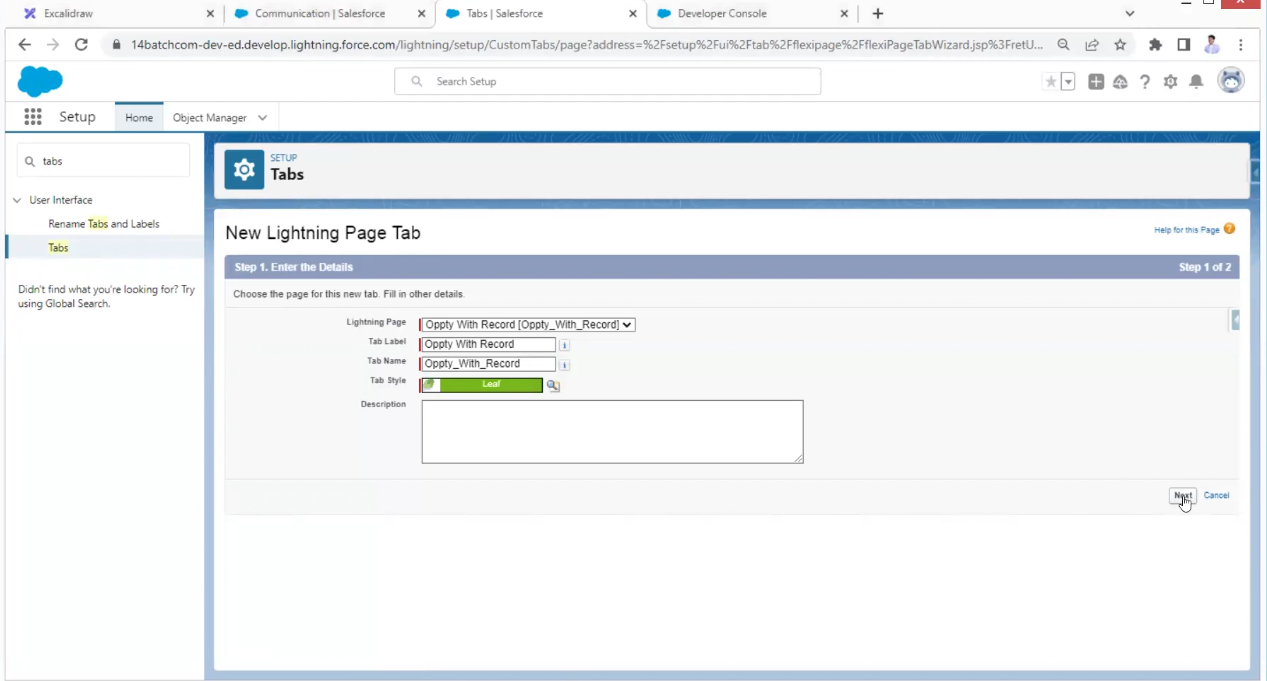 Excalidraw
Communication | Salesforce
Tabs | Salesforce
Developer Console
14batchcom-dev-ed.develop.lightning.force.com/lightning/setup/CustomTabs/page?address=%2Fsetup%2Fui%2Ftab%2Fflexipage%2FflexiPageTabWizard.jsp%3FretU...
Search Setup
Setup
Home
Object Manager
tabs
User Interface
Rename Tabs and Labels
Tabs
Didn't find what you're looking for? Try
using Global Search.
SETUP
Tabs
New Lightning Page Tab
Help for this Page
Step 1. Enter the Details
Step 1 of 2
Choose the page for this new tab. Fill in other details.
Lightning Page
Oppty With Record [Oppty_With_Record]
Tab Label
Oppty With Record
Tab Name
Oppty_With_Record
Tab Style
Leaf
Description
Next
Cancel